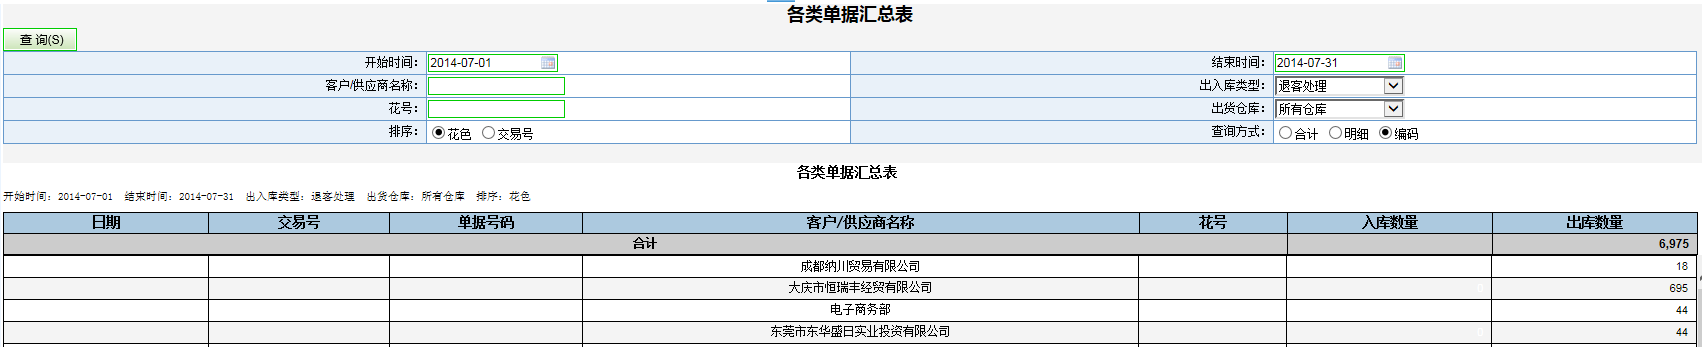 各类单据汇总表
查 询(S)
开始时间： 2014-07-01 结束时间： 2014-07-31
客户/供应商名称： 出入库类型： 退客处理
花号： 出货仓库： 所有仓库
排序： 花色 交易号 查询方式： 合计 明细 编码
各类单据汇总表
开始时间：2014-07-01 结束时间：2014-07-31 出入库类型：退客处理 出货仓库：所有仓库 排序：花色
日期 交易号 单据号码 客户/供应商名称 花号 入库数量 出库数量
合计 6,975
成都纳川贸易有限公司 18
大庆市恒瑞丰经贸有限公司 0 695
电子商务部 44
东莞市东华盛日实业投资有限公司 0 44